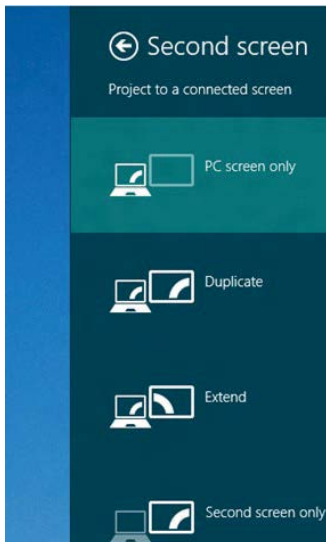 Second screen
Project to a connected screen
PC screen only
Duplicate
Extend
Second screen only